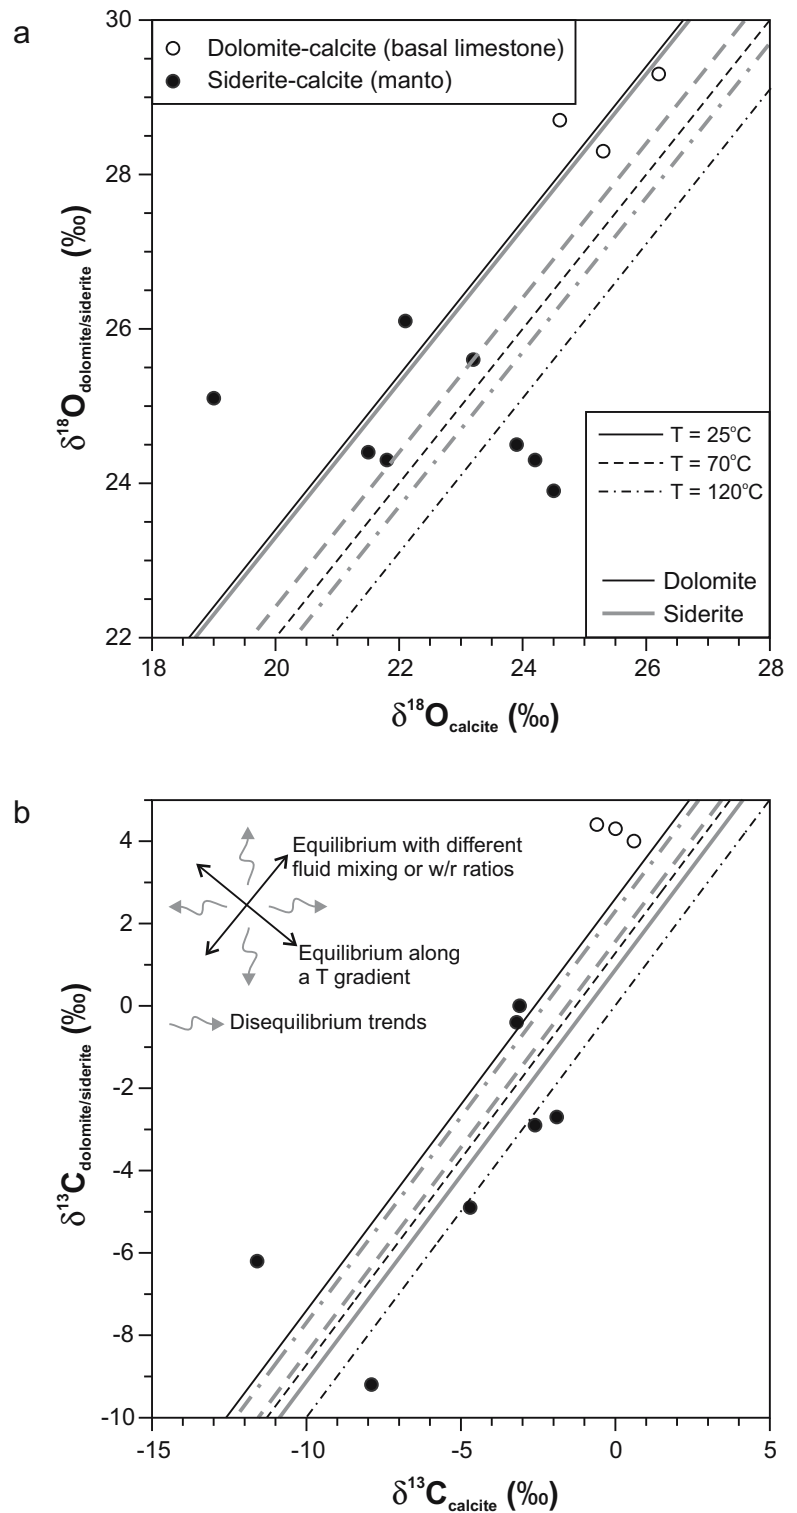 a
30
28
26
24
22
δ18Odolomite/siderite (‰)
Dolomite-calcite (basal limestone)
Siderite-calcite (manto)
T = 25°C
T = 70°C
T = 120°C
Dolomite
Siderite
18 20 22 24 26 28
δ18Ocalcite (‰)
b
4
2
0
-2
-4
-6
-8
-10
δ13Cdolomite/siderite (‰)
Equilibrium with different
fluid mixing or w/r ratios
Equilibrium along
a T gradient
Disequilibrium trends
-15 -10 -5 0 5
δ13Ccalcite (‰)